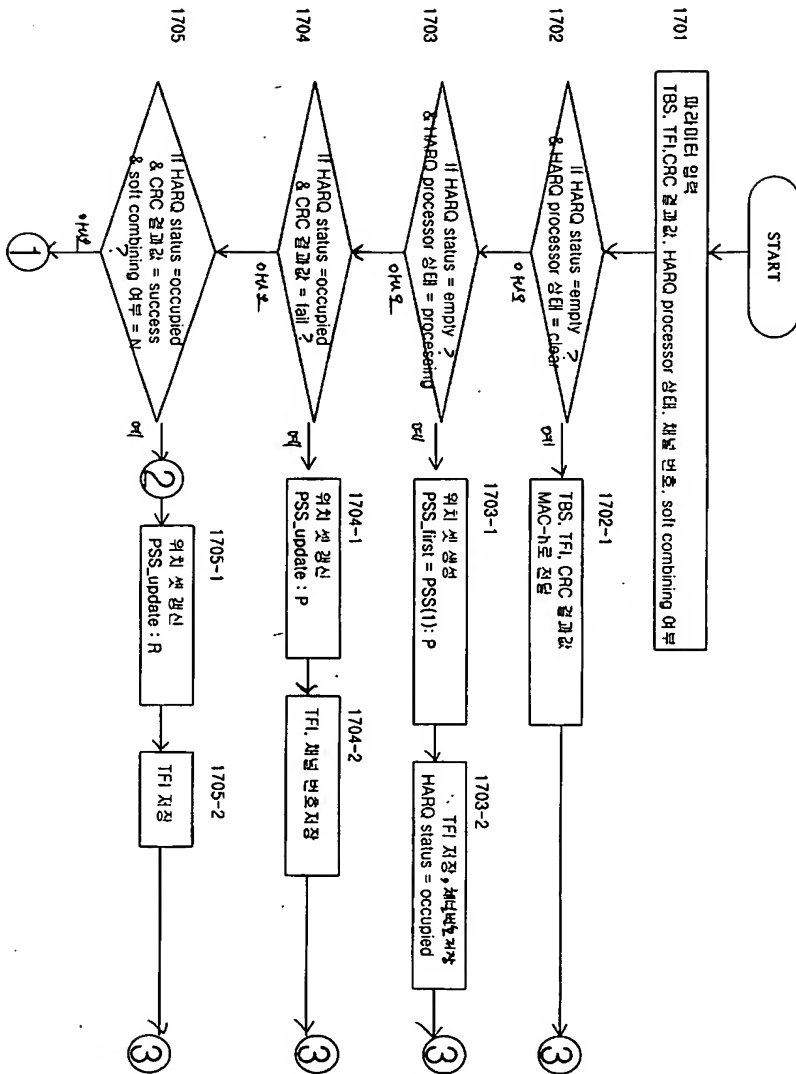 START
1701
파라미터 입력
TBS, TFI,CRC 결과값, HARQ processor 상태, 채널 번호, soft combining 여부
1702
If HARQ status =empty ?
& HARQ processor 상태 = clear
예
아니오
1702-1
TBS, TFI, CRC 결과값
MAC-h로 전달
3
1703
If HARQ status = empty ?
& HARQ processor 상태 = processing
예
아니오
1703-1
위치 셋 생성
PSS_first = PSS(1): P
1703-2
TFI 저장, 채널번호저장
HARQ status = occupied
3
1704
If HARQ status =occupied
& CRC 결과값 = fail ?
예
아니오
1704-1
위치 셋 갱신
PSS_update : P
1704-2
TFI, 채널 번호저장
3
1705
If HARQ status =occupied
& CRC 결과값 = success
& soft combining 여부 = N
?
예
아니오
1
2
1705-1
위치 셋 갱신
PSS_update : R
1705-2
TFI 저장
3